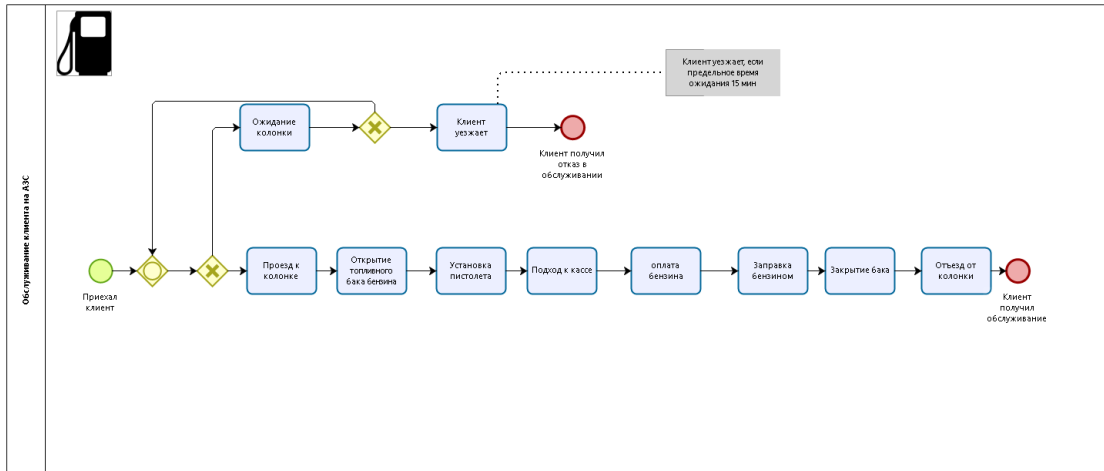 Обслуживание клиента на АЗС
Клиент уезжает, если
предельное время
ожидания 15 мин
Ожидание
колонки
Клиент
уезжает
Клиент получил
отказ в
обслуживании
Приехал
клиент
Проезд к
колонке
Открытие
топливного
бака бензина
Установка
пистолета
Подход к кассе
оплата
бензина
Заправка
бензином
Закрытие бака
Отъезд от
колонки
Клиент
получил
обслуживание